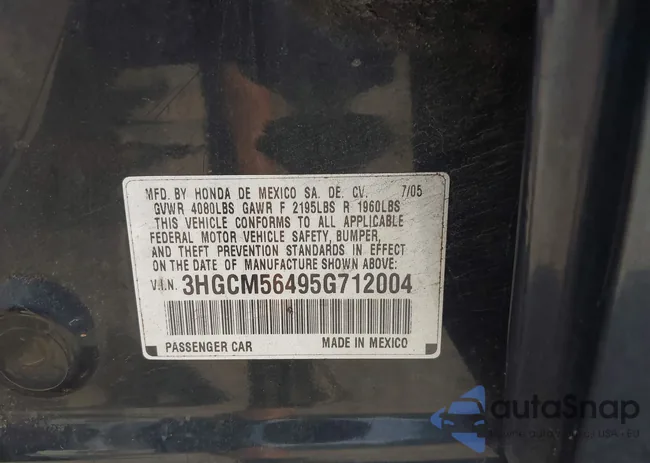 MFD. BY HONDA DE MEXICO SA. DE. CV. 7/05
GVWR 4080LBS GAWR F 2195LBS R 1960LBS
THIS VEHICLE CONFORMS TO ALL APPLICABLE
FEDERAL MOTOR VEHICLE SAFETY, BUMPER,
AND THEFT PREVENTION STANDARDS IN EFFECT
ON THE DATE OF MANUFACTURE SHOWN ABOVE:
V.I.N. 3HGCM56495G712004
PASSENGER CAR MADE IN MEXICO
autaSnap